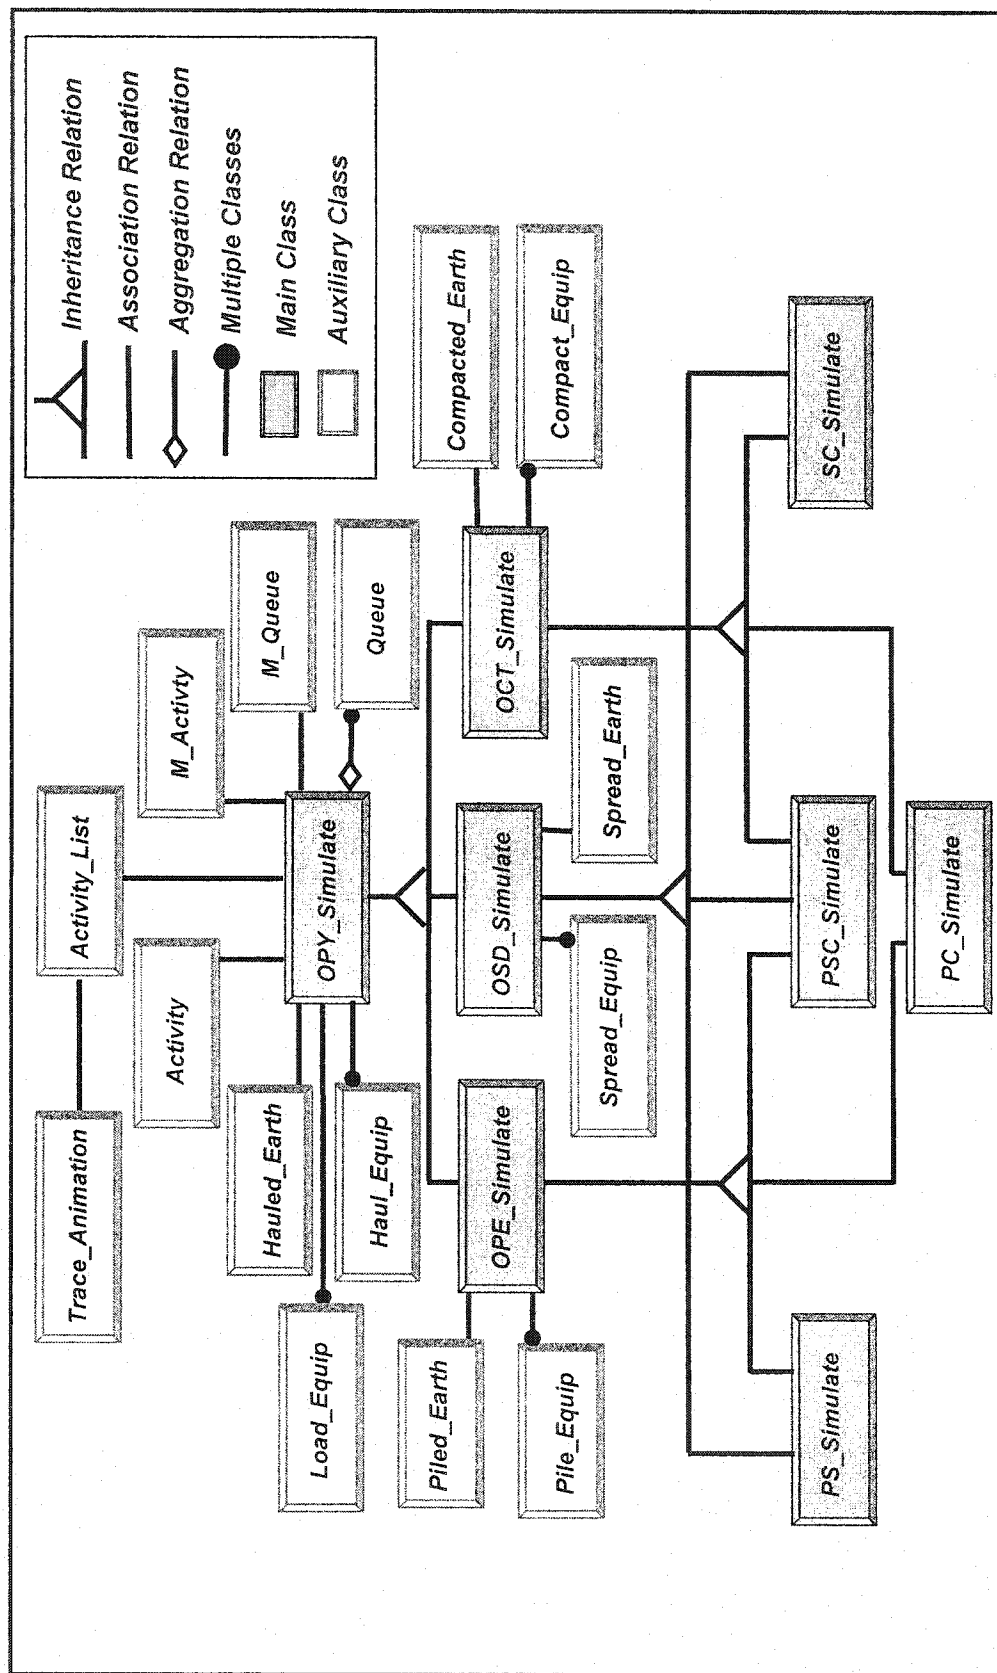 Trace_Animation
Activity_List
Activity
M_Activty
Hauled_Earth
M_Queue
Load_Equip
OPY_Simulate
Haul_Equip
Queue
Piled_Earth
OPE_Simulate
OSD_Simulate
OCT_Simulate
Compacted_Earth
Pile_Equip
Compact_Equip
Spread_Equip
Spread_Earth
PS_Simulate
PSC_Simulate
SC_Simulate
PC_Simulate
Inheritance Relation
Association Relation
Aggregation Relation
Multiple Classes
Main Class
Auxiliary Class